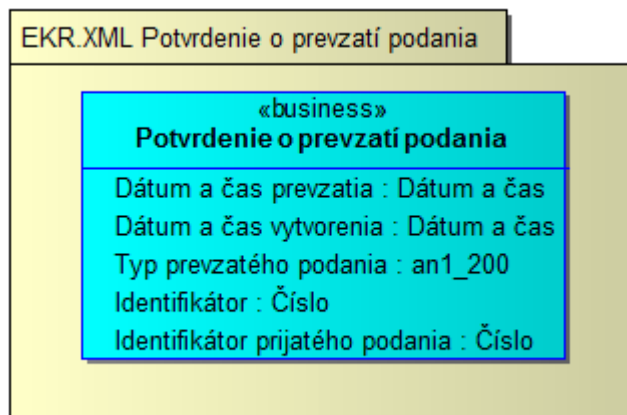 EKR.XML Potvrdenie o prevzatí podania
«business»
Potvrdenie o prevzatí podania
Dátum a čas prevzatia : Dátum a čas
Dátum a čas vytvorenia : Dátum a čas
Typ prevzatého podania : an1_200
Identifikátor : Číslo
Identifikátor prijatého podania : Číslo